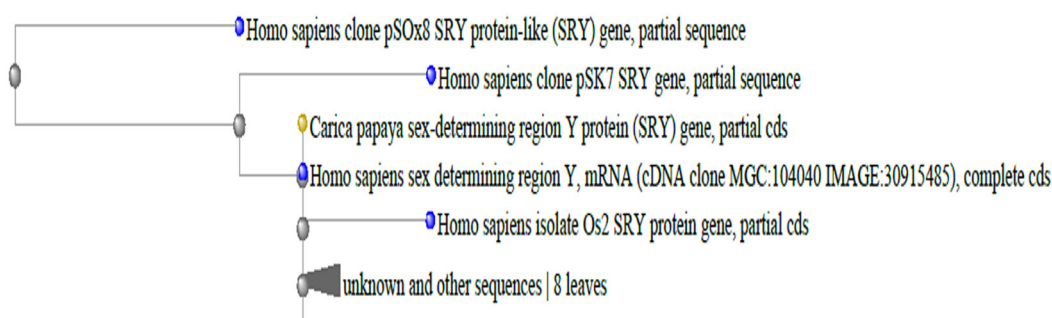 Homo sapiens clone pSOx8 SRY protein-like (SRY) gene, partial sequence
Homo sapiens clone pSK7 SRY gene, partial sequence
Carica papaya sex-determining region Y protein (SRY) gene, partial cds
Homo sapiens sex determining region Y, mRNA (cDNA clone MGC:104040 IMAGE:30915485), complete cds
Homo sapiens isolate Os2 SRY protein gene, partial cds
unknown and other sequences | 8 leaves